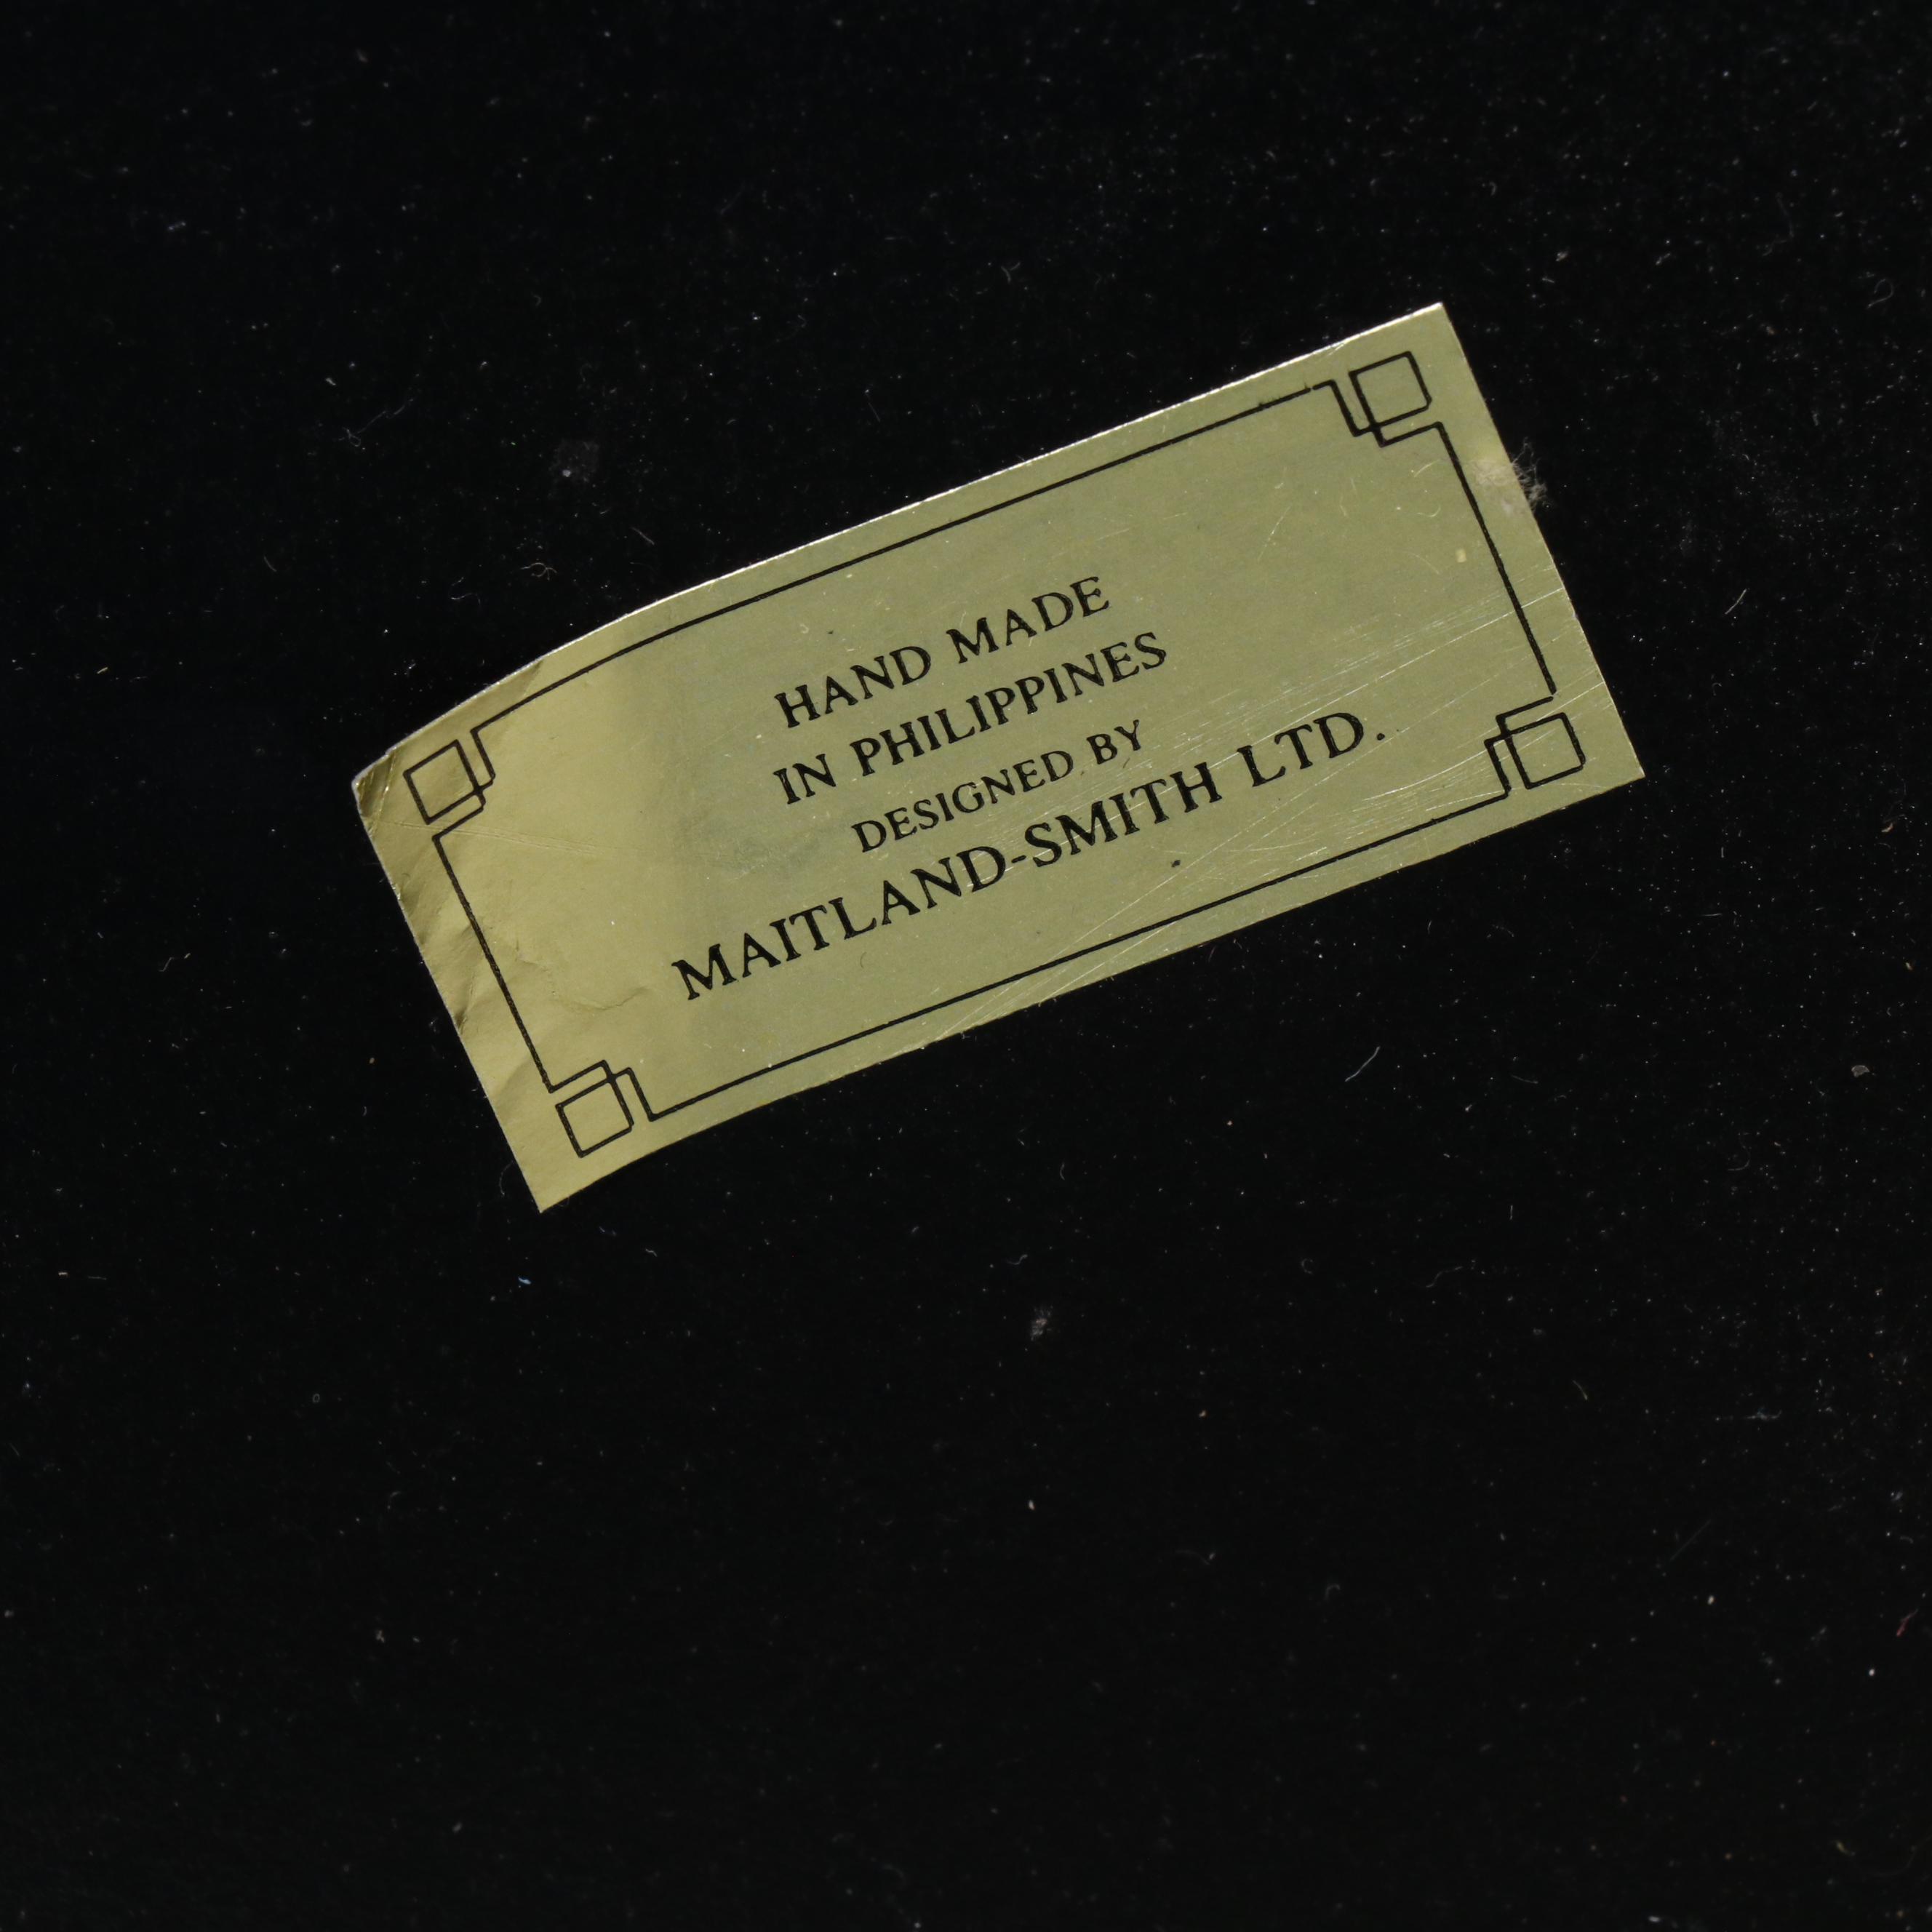 HAND MADE
IN PHILIPPINES
DESIGNED BY
MAITLAND-SMITH LTD.